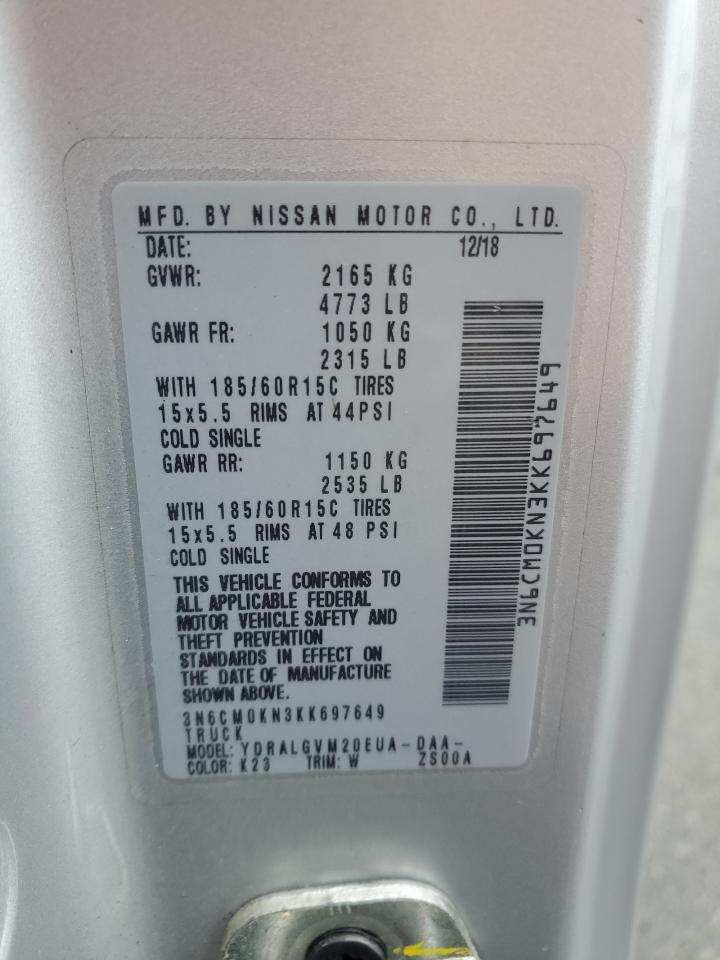 MFD. BY NISSAN MOTOR CO., LTD.
DATE: 12/18
GVWR: 2165 KG
4773 LB
GAWR FR: 1050 KG
2315 LB
WITH 185/60R15C TIRES
15x5.5 RIMS AT 44PSI
COLD SINGLE
GAWR RR: 1150 KG
2535 LB
WITH 185/60R15C TIRES
15x5.5 RIMS AT 48 PSI
COLD SINGLE
THIS VEHICLE CONFORMS TO
ALL APPLICABLE FEDERAL
MOTOR VEHICLE SAFETY AND
THEFT PREVENTION
STANDARDS IN EFFECT ON
THE DATE OF MANUFACTURE
SHOWN ABOVE.
3N6CM0KN3KK697649
TRUCK
MODEL: YDRALGVM20EUA-DAA-
COLOR: K23 TRIM: W ZS00A
3N6CM0KN3KK697649